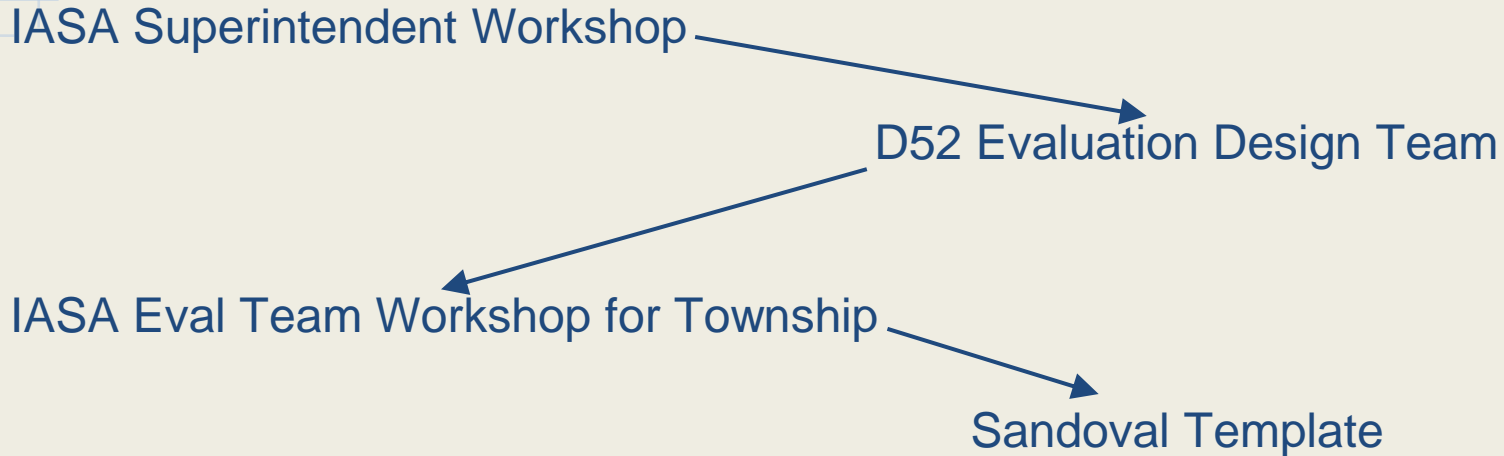 IASA Superintendent Workshop
D52 Evaluation Design Team
IASA Eval Team Workshop for Township
Sandoval Template